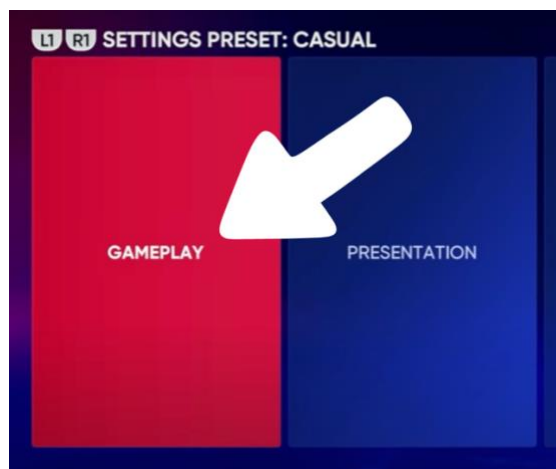 L1 R1 SETTINGS PRESET: CASUAL
GAMEPLAY
PRESENTATION